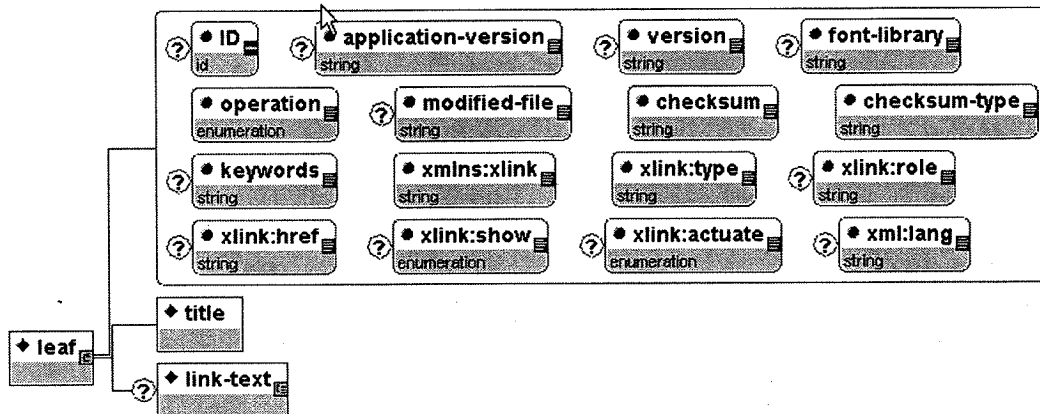 ? ID ? application-version ? version ? font-library
id string string string
operation ? modified-file checksum checksum-type
enumeration string string string
? keywords xmlns:xlink xlink:type ? xlink:role
string string string string
? xlink:href ? xlink:show ? xlink:actuate ? xml:lang
string enumeration enumeration string
title
leaf
? link-text